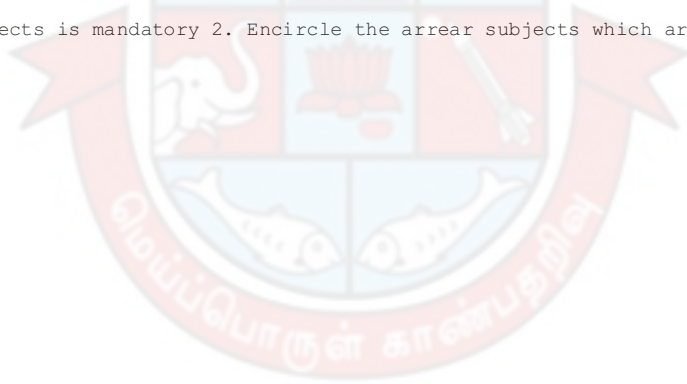 ects is mandatory 2. Encircle the arrear subjects which ar
மெய்ப்பொருள் காண்பதறிவு